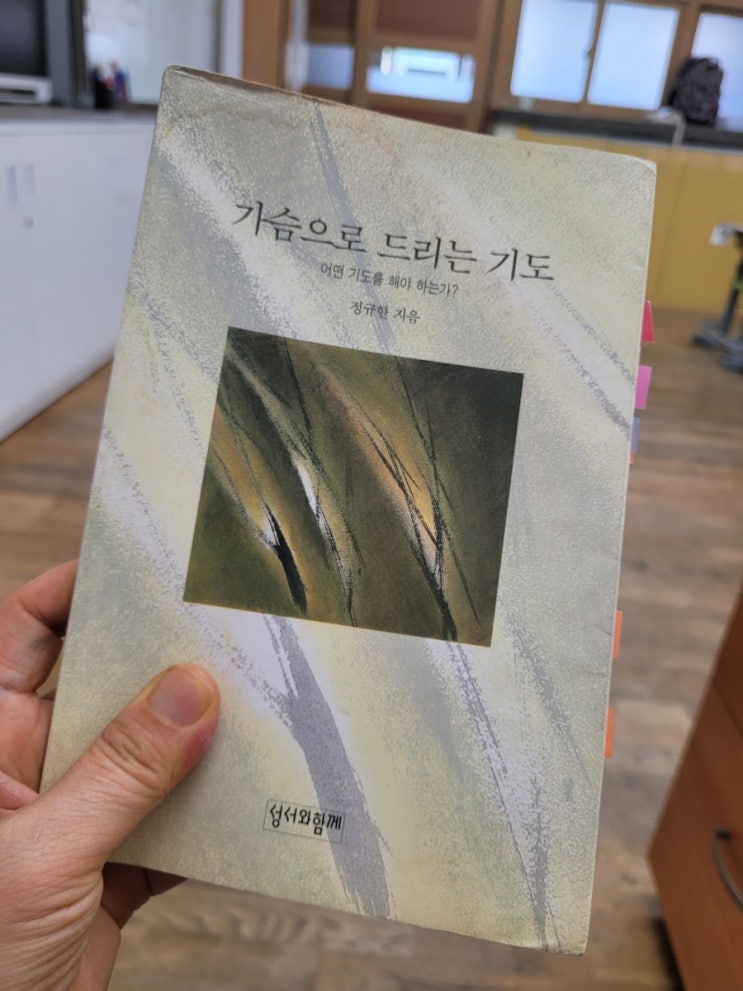 가슴으로 드리는 기도
어떤 기도를 해야 하는가?
정규한 지음
성서와함께